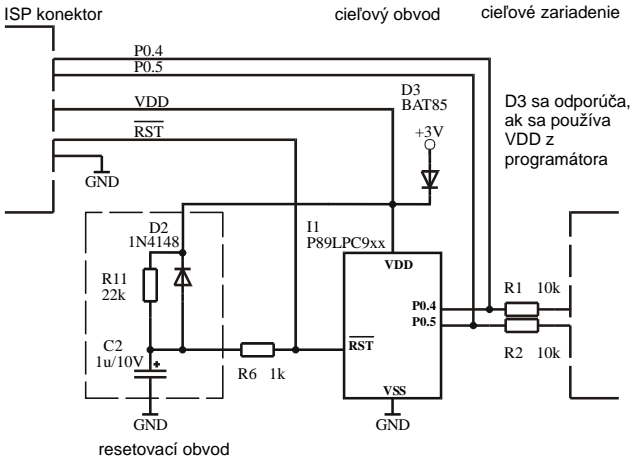 ISP konektor
cieľový obvod
cieľové zariadenie
P0.4
P0.5
VDD
RST
GND
D3
BAT85
+3V
D3 sa odporúča,
ak sa používa
VDD z
programátora
D2
1N4148
I1
P89LPC9xx
R11
22k
VDD
P0.4
P0.5
RST
VSS
R1 10k
R2 10k
C2
1u/10V
+
R6 1k
GND
GND
resetovací obvod